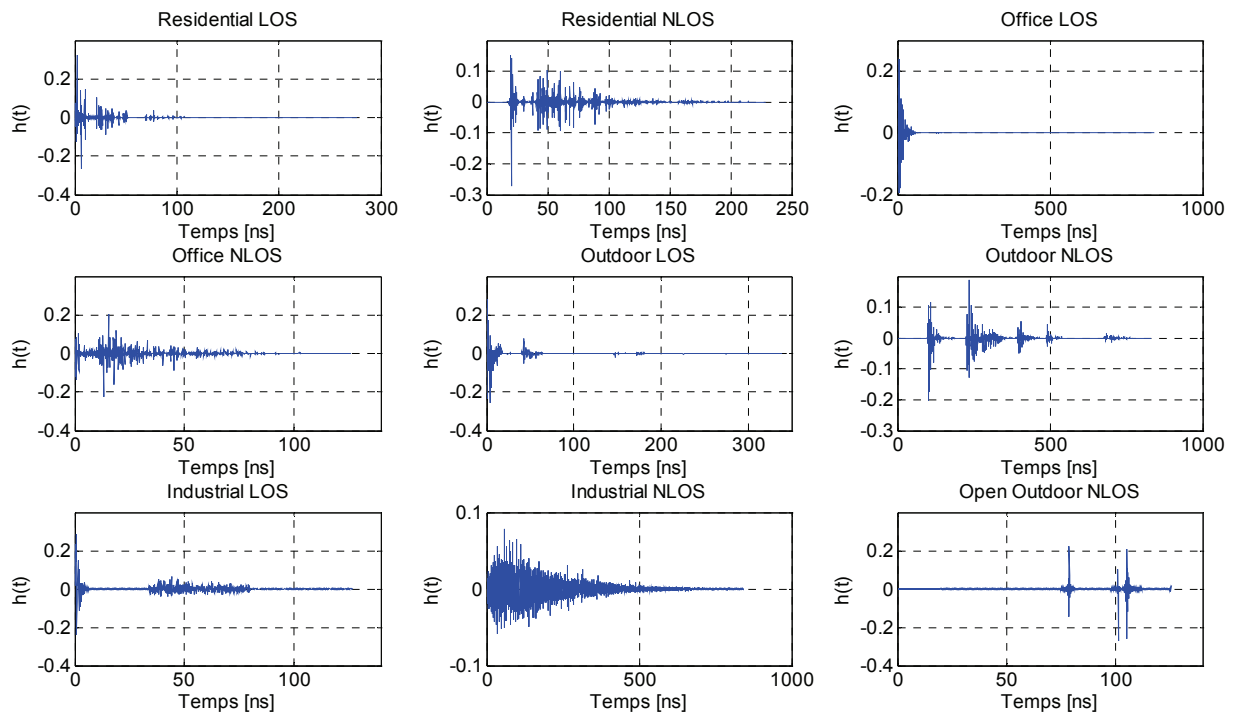 Residential LOS
0.2
0
-0.2
-0.4
h(t)
0 100 200 300
Temps [ns]
Residential NLOS
0.1
0
-0.1
-0.2
-0.3
h(t)
0 50 100 150 200 250
Temps [ns]
Office LOS
0.2
0
0.2
h(t)
0 500 1000
Temps [ns]
Office NLOS
0.2
0
-0.2
-0.4
h(t)
0 50 100
Temps [ns]
Outdoor LOS
0.2
0
-0.2
-0.4
h(t)
0 100 200 300
Temps [ns]
Outdoor NLOS
0.1
0
-0.1
-0.2
-0.3
h(t)
0 500 1000
Temps [ns]
Industrial LOS
0.2
0
-0.2
-0.4
h(t)
0 50 100
Temps [ns]
Industrial NLOS
0.1
0
-0.1
h(t)
0 500 1000
Temps [ns]
Open Outdoor NLOS
0.2
0
-0.2
-0.4
h(t)
0 50 100
Temps [ns]